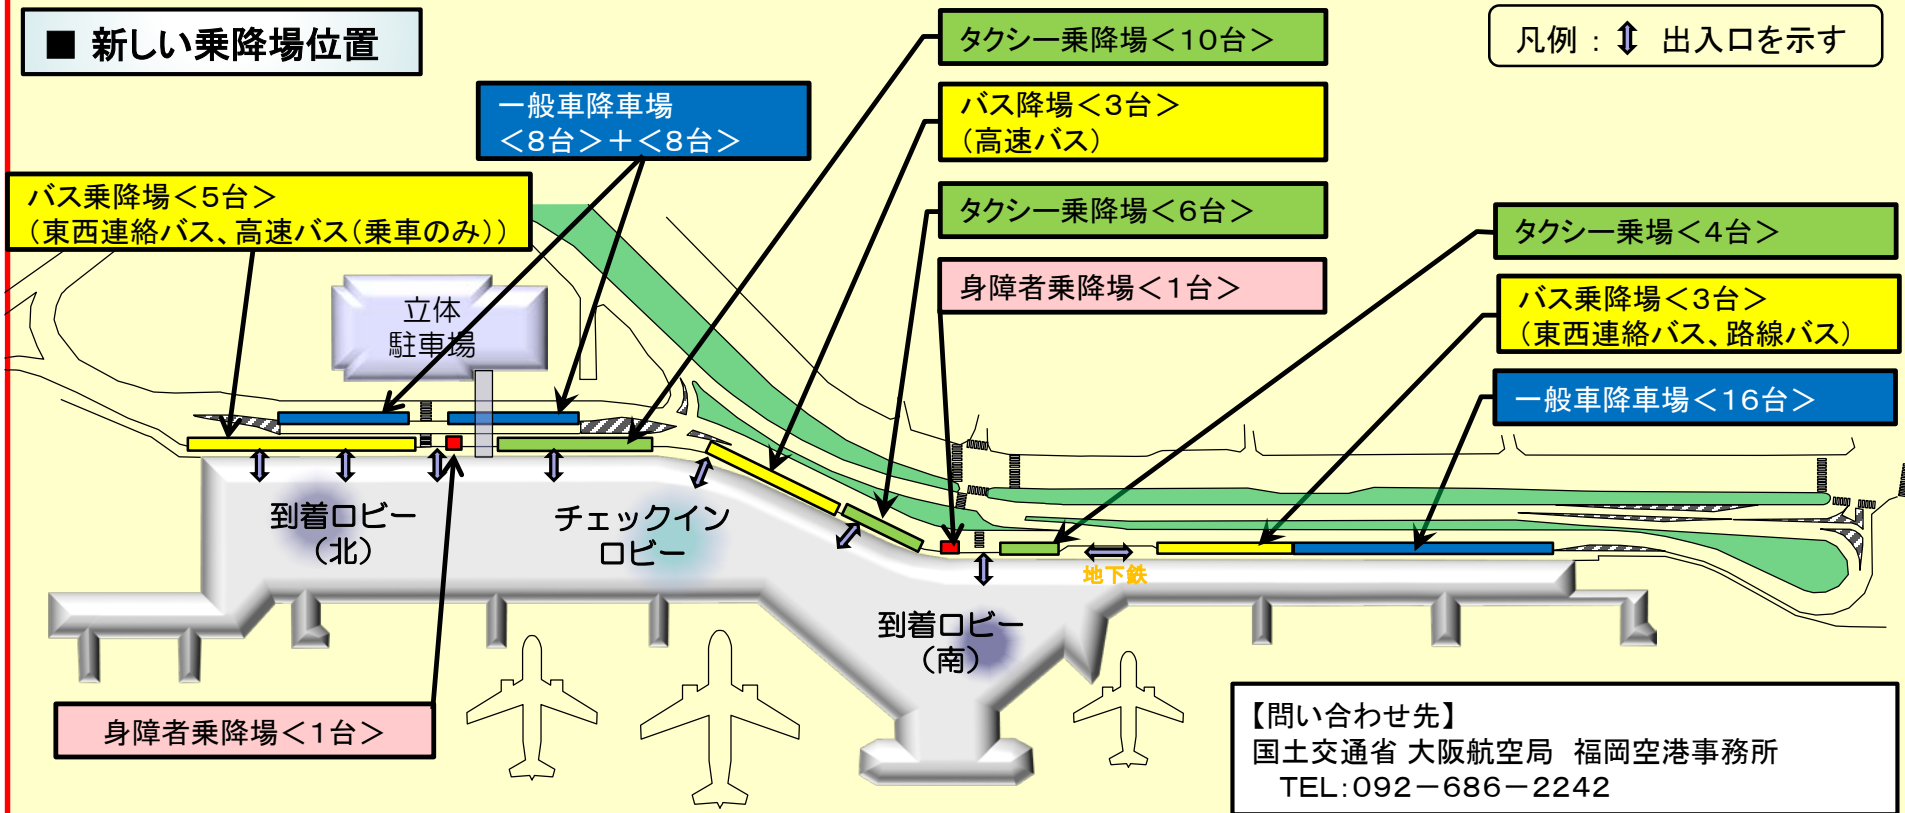 ■ 新しい乗降場位置
凡例：　出入口を示す
タクシー乗降場＜10台＞
一般車降車場
＜8台＞＋＜8台＞
バス降場＜3台＞
（高速バス）
バス乗降場＜5台＞
（東西連絡バス、高速バス（乗車のみ））
タクシー乗降場＜6台＞
タクシー乗場＜4台＞
身障者乗降場＜1台＞
バス乗降場＜3台＞
（東西連絡バス、路線バス）
立体
駐車場
一般車降車場＜16台＞
到着ロビー
（北）
チェックイン
ロビー
地下鉄
到着ロビー
（南）
身障者乗降場＜1台＞
【問い合わせ先】
国土交通省 大阪航空局　福岡空港事務所
TEL：092－686－2242